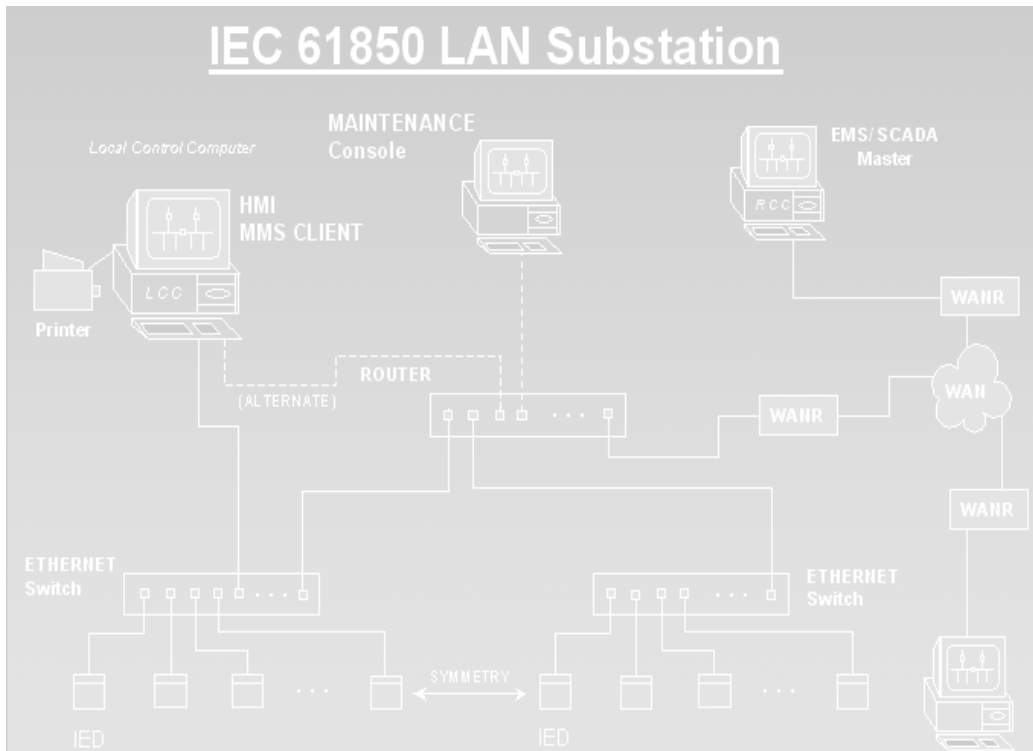 IEC 61850 LAN Substation
MAINTENANCE
Console
EMS/SCADA
Master
Local Control Computer
HMI
MMS CLIENT
RCC
LCC
Printer
WANR
ROUTER
(ALTERNATE)
WAN
WANR
WANR
ETHERNET
Switch
ETHERNET
Switch
SYMMETRY
IED
IED